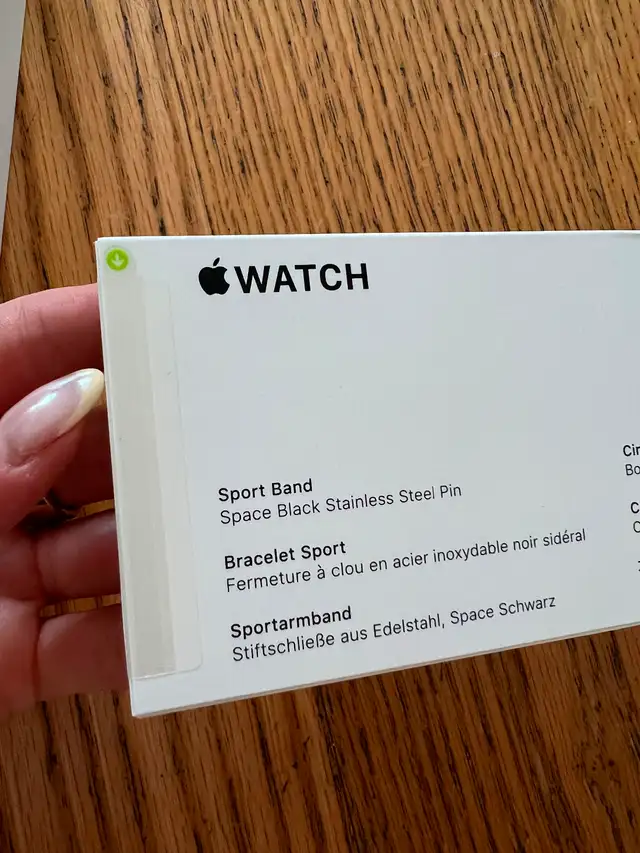 WATCH
Sport Band
Space Black Stainless Steel Pin
Bracelet Sport
Fermeture à clou en acier inoxydable noir sidéral
Sportarmband
Stiftschließe aus Edelstahl, Space Schwarz